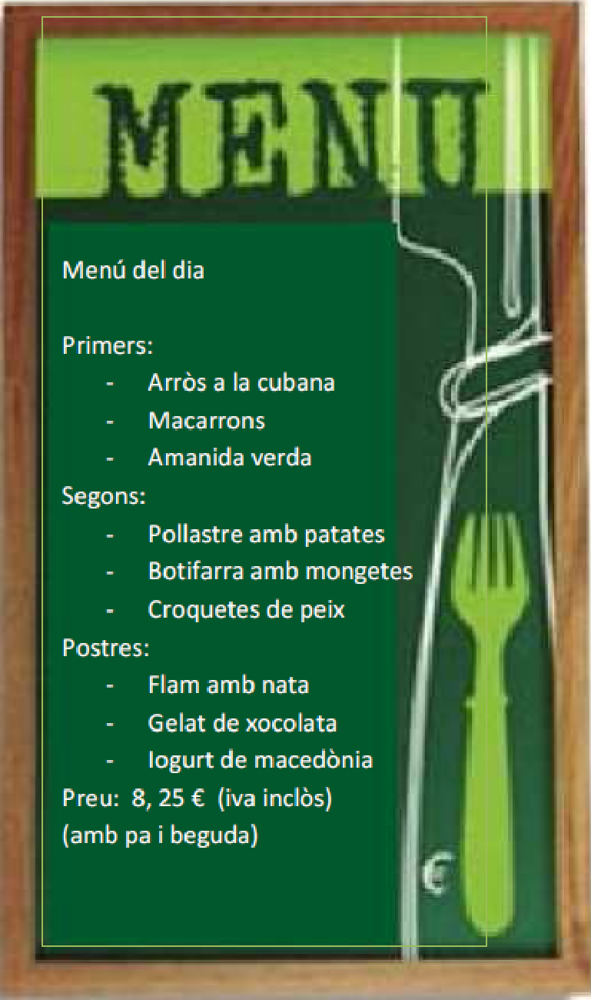 MENU
Menú del dia
Primers:
- Arròs a la cubana
- Macarrons
- Amanida verda
Segons:
- Pollastre amb patates
- Botifarra amb mongetes
- Croquetes de peix
Postres:
- Flam amb nata
- Gelat de xocolata
- Iogurt de macedònia
Preu: 8, 25 € (iva inclòs)
(amb pa i beguda)
€